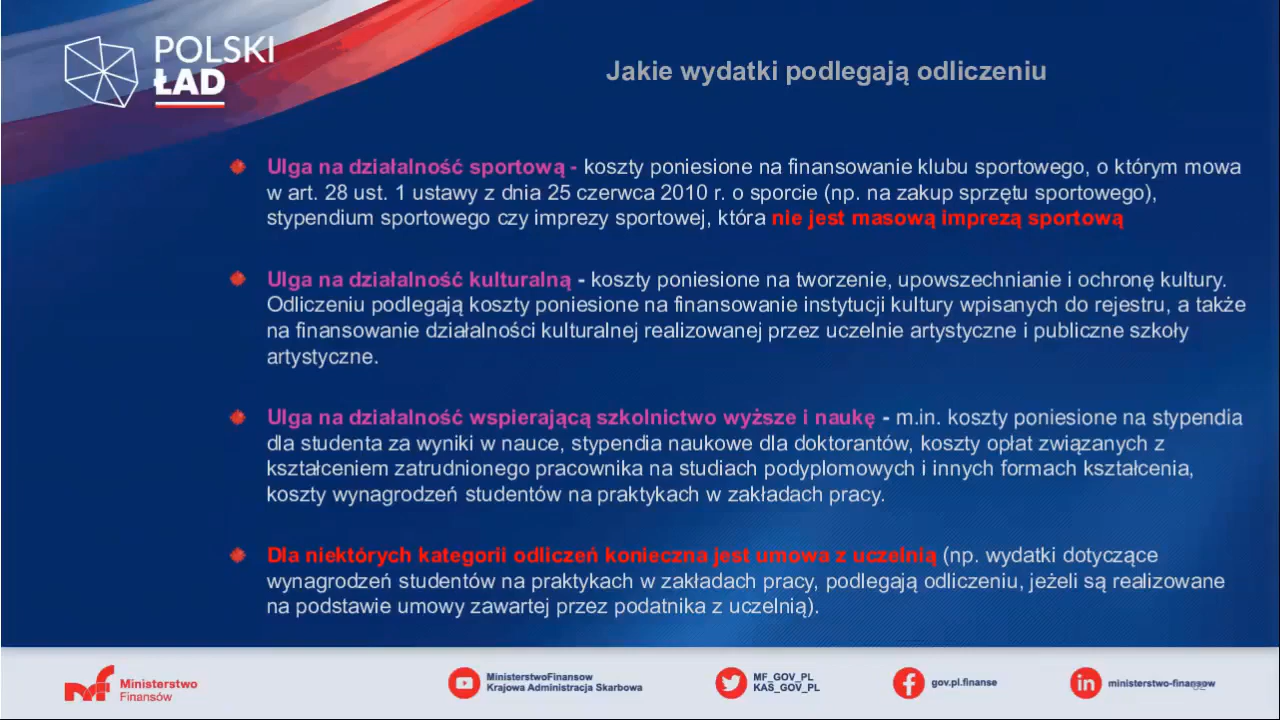 POLSKI
ŁAD
Jakie wydatki podlegają odliczeniu
Ulga na działalność sportową - koszty poniesione na finansowanie klubu sportowego, o którym mowa
w art. 28 ust. 1 ustawy z dnia 25 czerwca 2010 r. o sporcie (np. na zakup sprzętu sportowego),
stypendium sportowego czy imprezy sportowej, która nie jest masową imprezą sportową
Ulga na działalność kulturalną - koszty poniesione na tworzenie, upowszechnianie i ochronę kultury.
Odliczeniu podlegają koszty poniesione na finansowanie instytucji kultury wpisanych do rejestru, a także
na finansowanie działalności kulturalnej realizowanej przez uczelnie artystyczne i publiczne szkoły
artystyczne.
Ulga na działalność wspierającą szkolnictwo wyższe i naukę - m.in. koszty poniesione na stypendia
dla studenta za wyniki w nauce, stypendia naukowe dla doktorantów, koszty opłat związanych z
kształceniem zatrudnionego pracownika na studiach podyplomowych i innych formach kształcenia,
koszty wynagrodzeń studentów na praktykach w zakładach pracy.
Dla niektórych kategorii odliczeń konieczna jest umowa z uczelnią (np. wydatki dotyczące
wynagrodzeń studentów na praktykach w zakładach pracy, podlegają odliczeniu, jeżeli są realizowane
na podstawie umowy zawartej przez podatnika z uczelnią).
Ministerstwo
Finansów
MinisterstwoFinansow
Krajowa Administracja Skarbowa
MF_GOV_PL
KAS_GOV_PL
gov.pl.finanse
ministerstwo-finansow